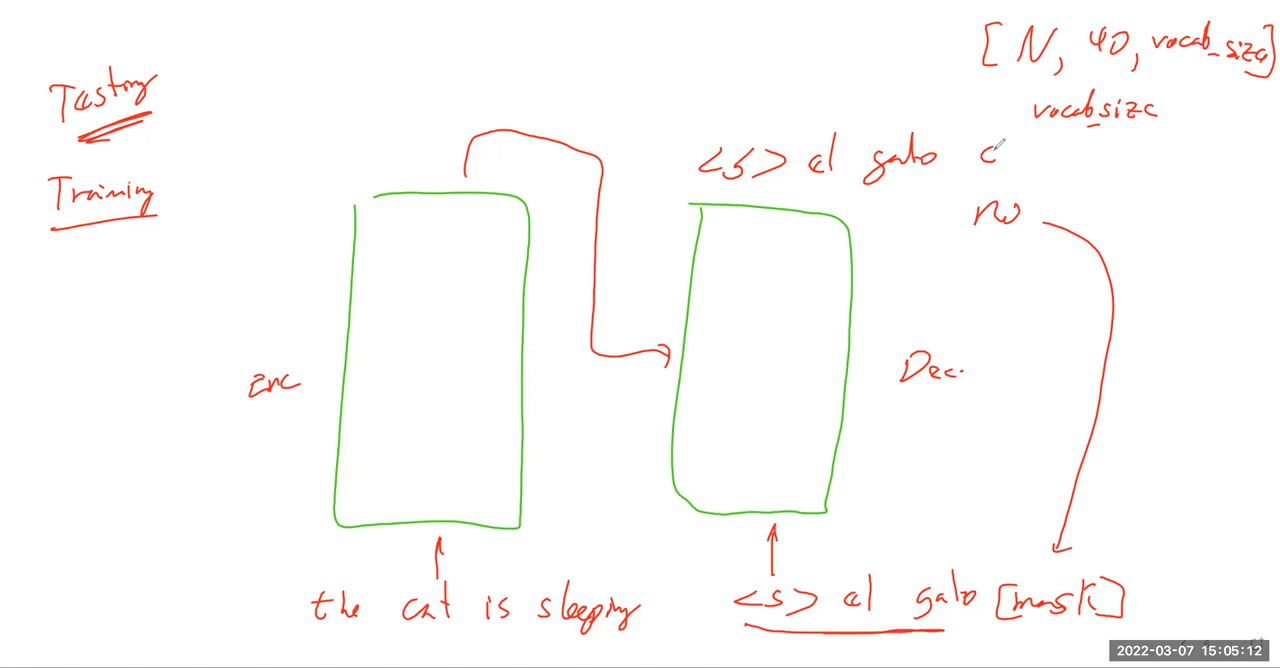 [N, 40, vocab_size]
Testing
vocab_size
<s> el gato
Training
no
Enc
Dec.
the cat is sleeping
<s> el gato [mask]
2022-03-07 15:05:12